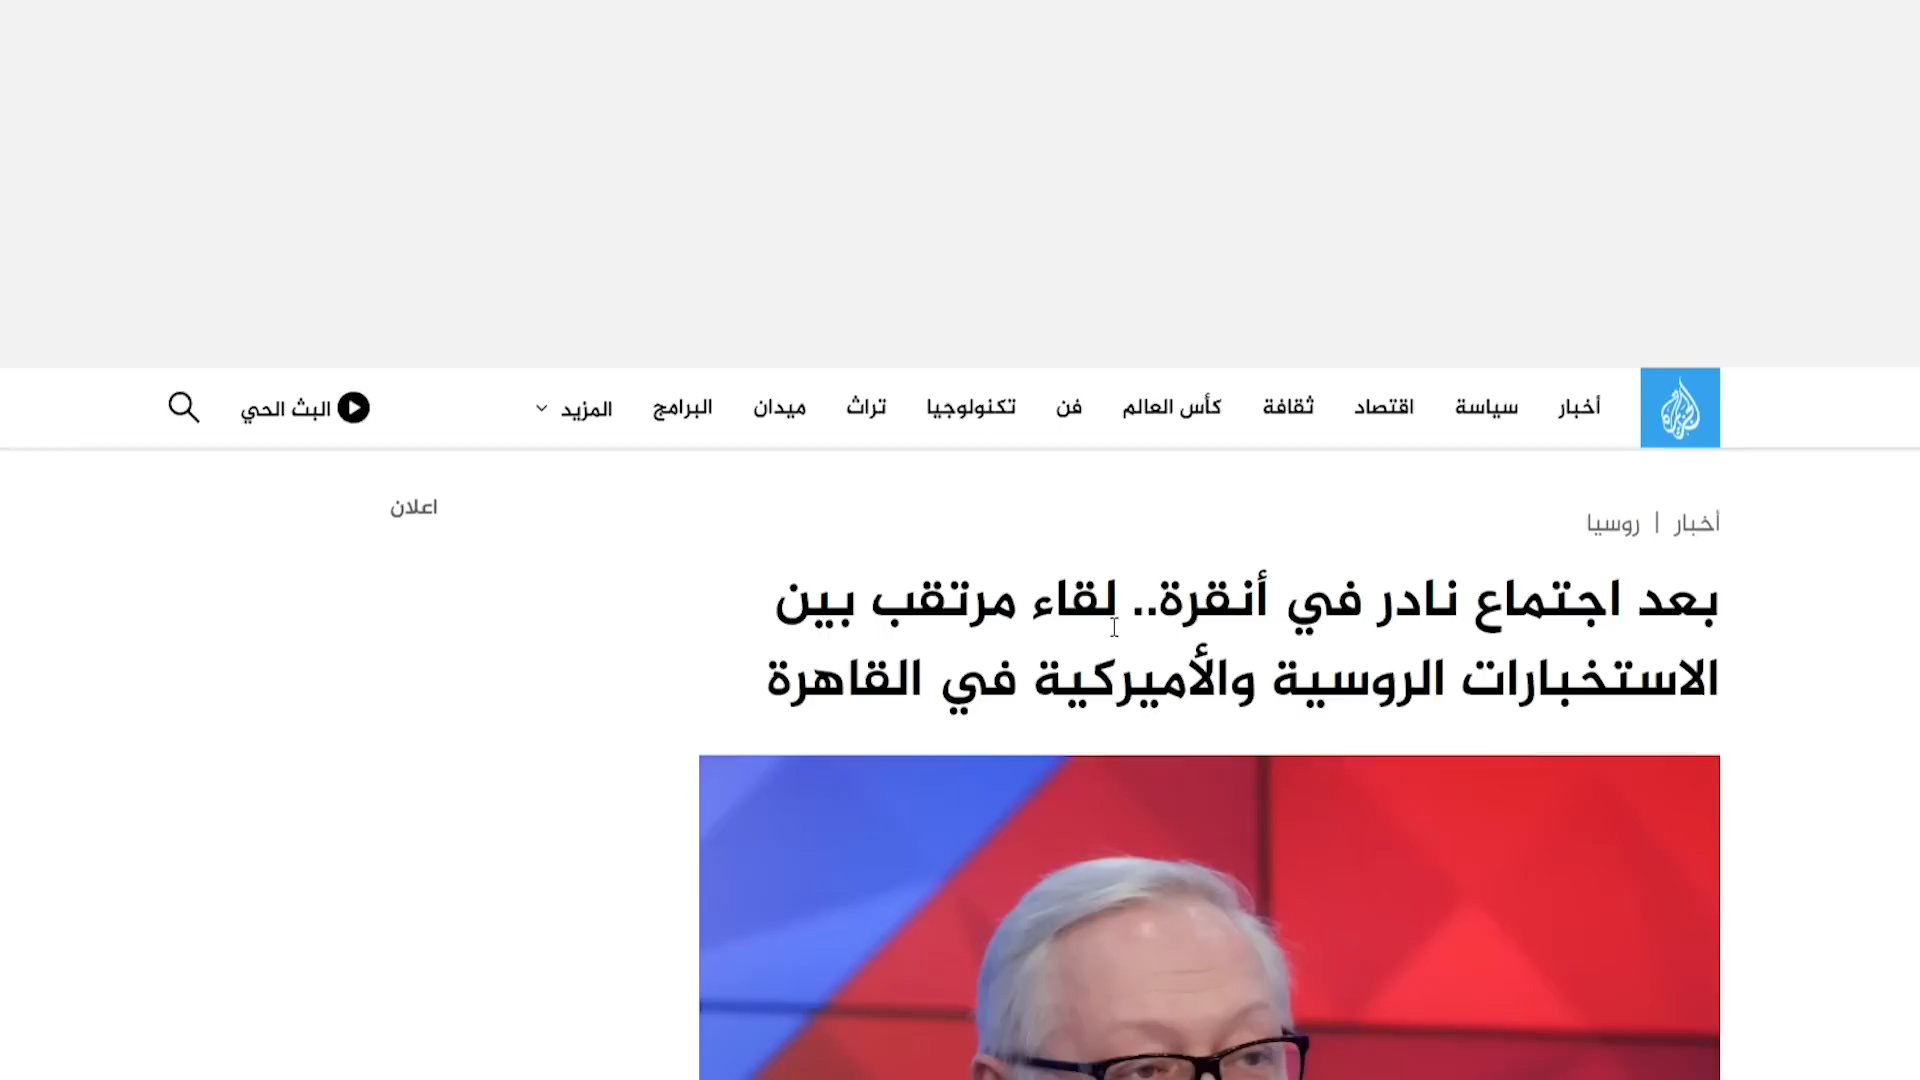 أخبار سياسة اقتصاد ثقافة كأس العالم فن تكنولوجيا تراث ميدان البرامج المزيد البث الحي
أخبار | روسيا
اعلان
بعد اجتماع نادر في أنقرة.. لقاء مرتقب بين
الاستخبارات الروسية والأميركية في القاهرة